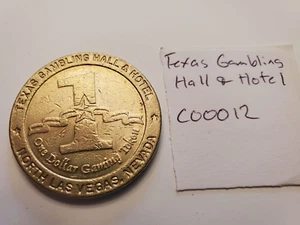 TEXAS GAMBLING HALL & HOTEL
1
One Dollar Gaming Token
NORTH LAS VEGAS, NEVADA
Texas Gambling
Hall & Hotel
C00012